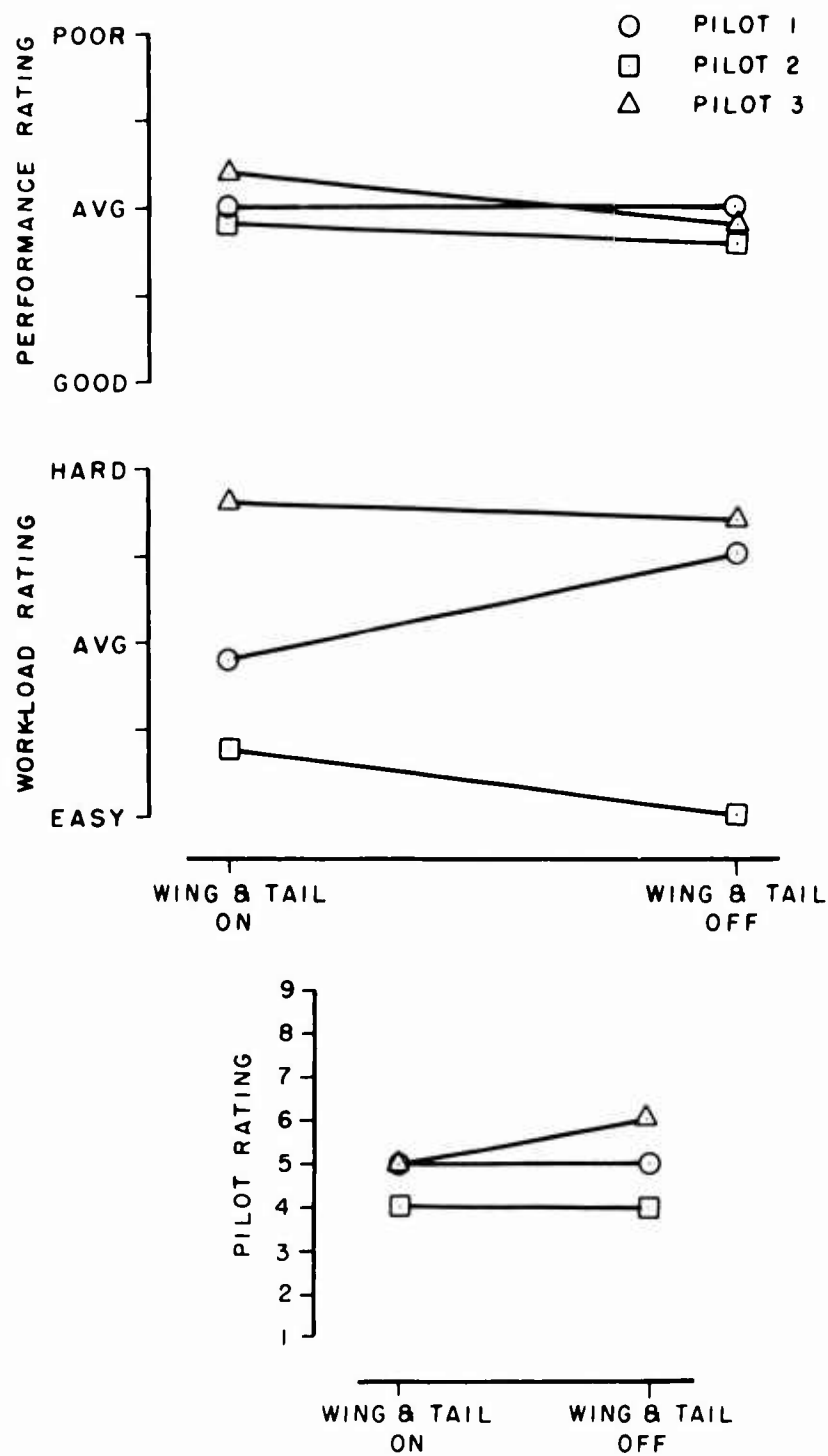 PILOT 1
PILOT 2
PILOT 3
PERFORMANCE RATING
POOR
AVG
GOOD
WORK-LOAD RATING
HARD
AVG
EASY
WING & TAIL
ON
WING & TAIL
OFF
PILOT RATING
9
8
7
6
5
4
3
2
1
WING & TAIL
ON
WING & TAIL
OFF